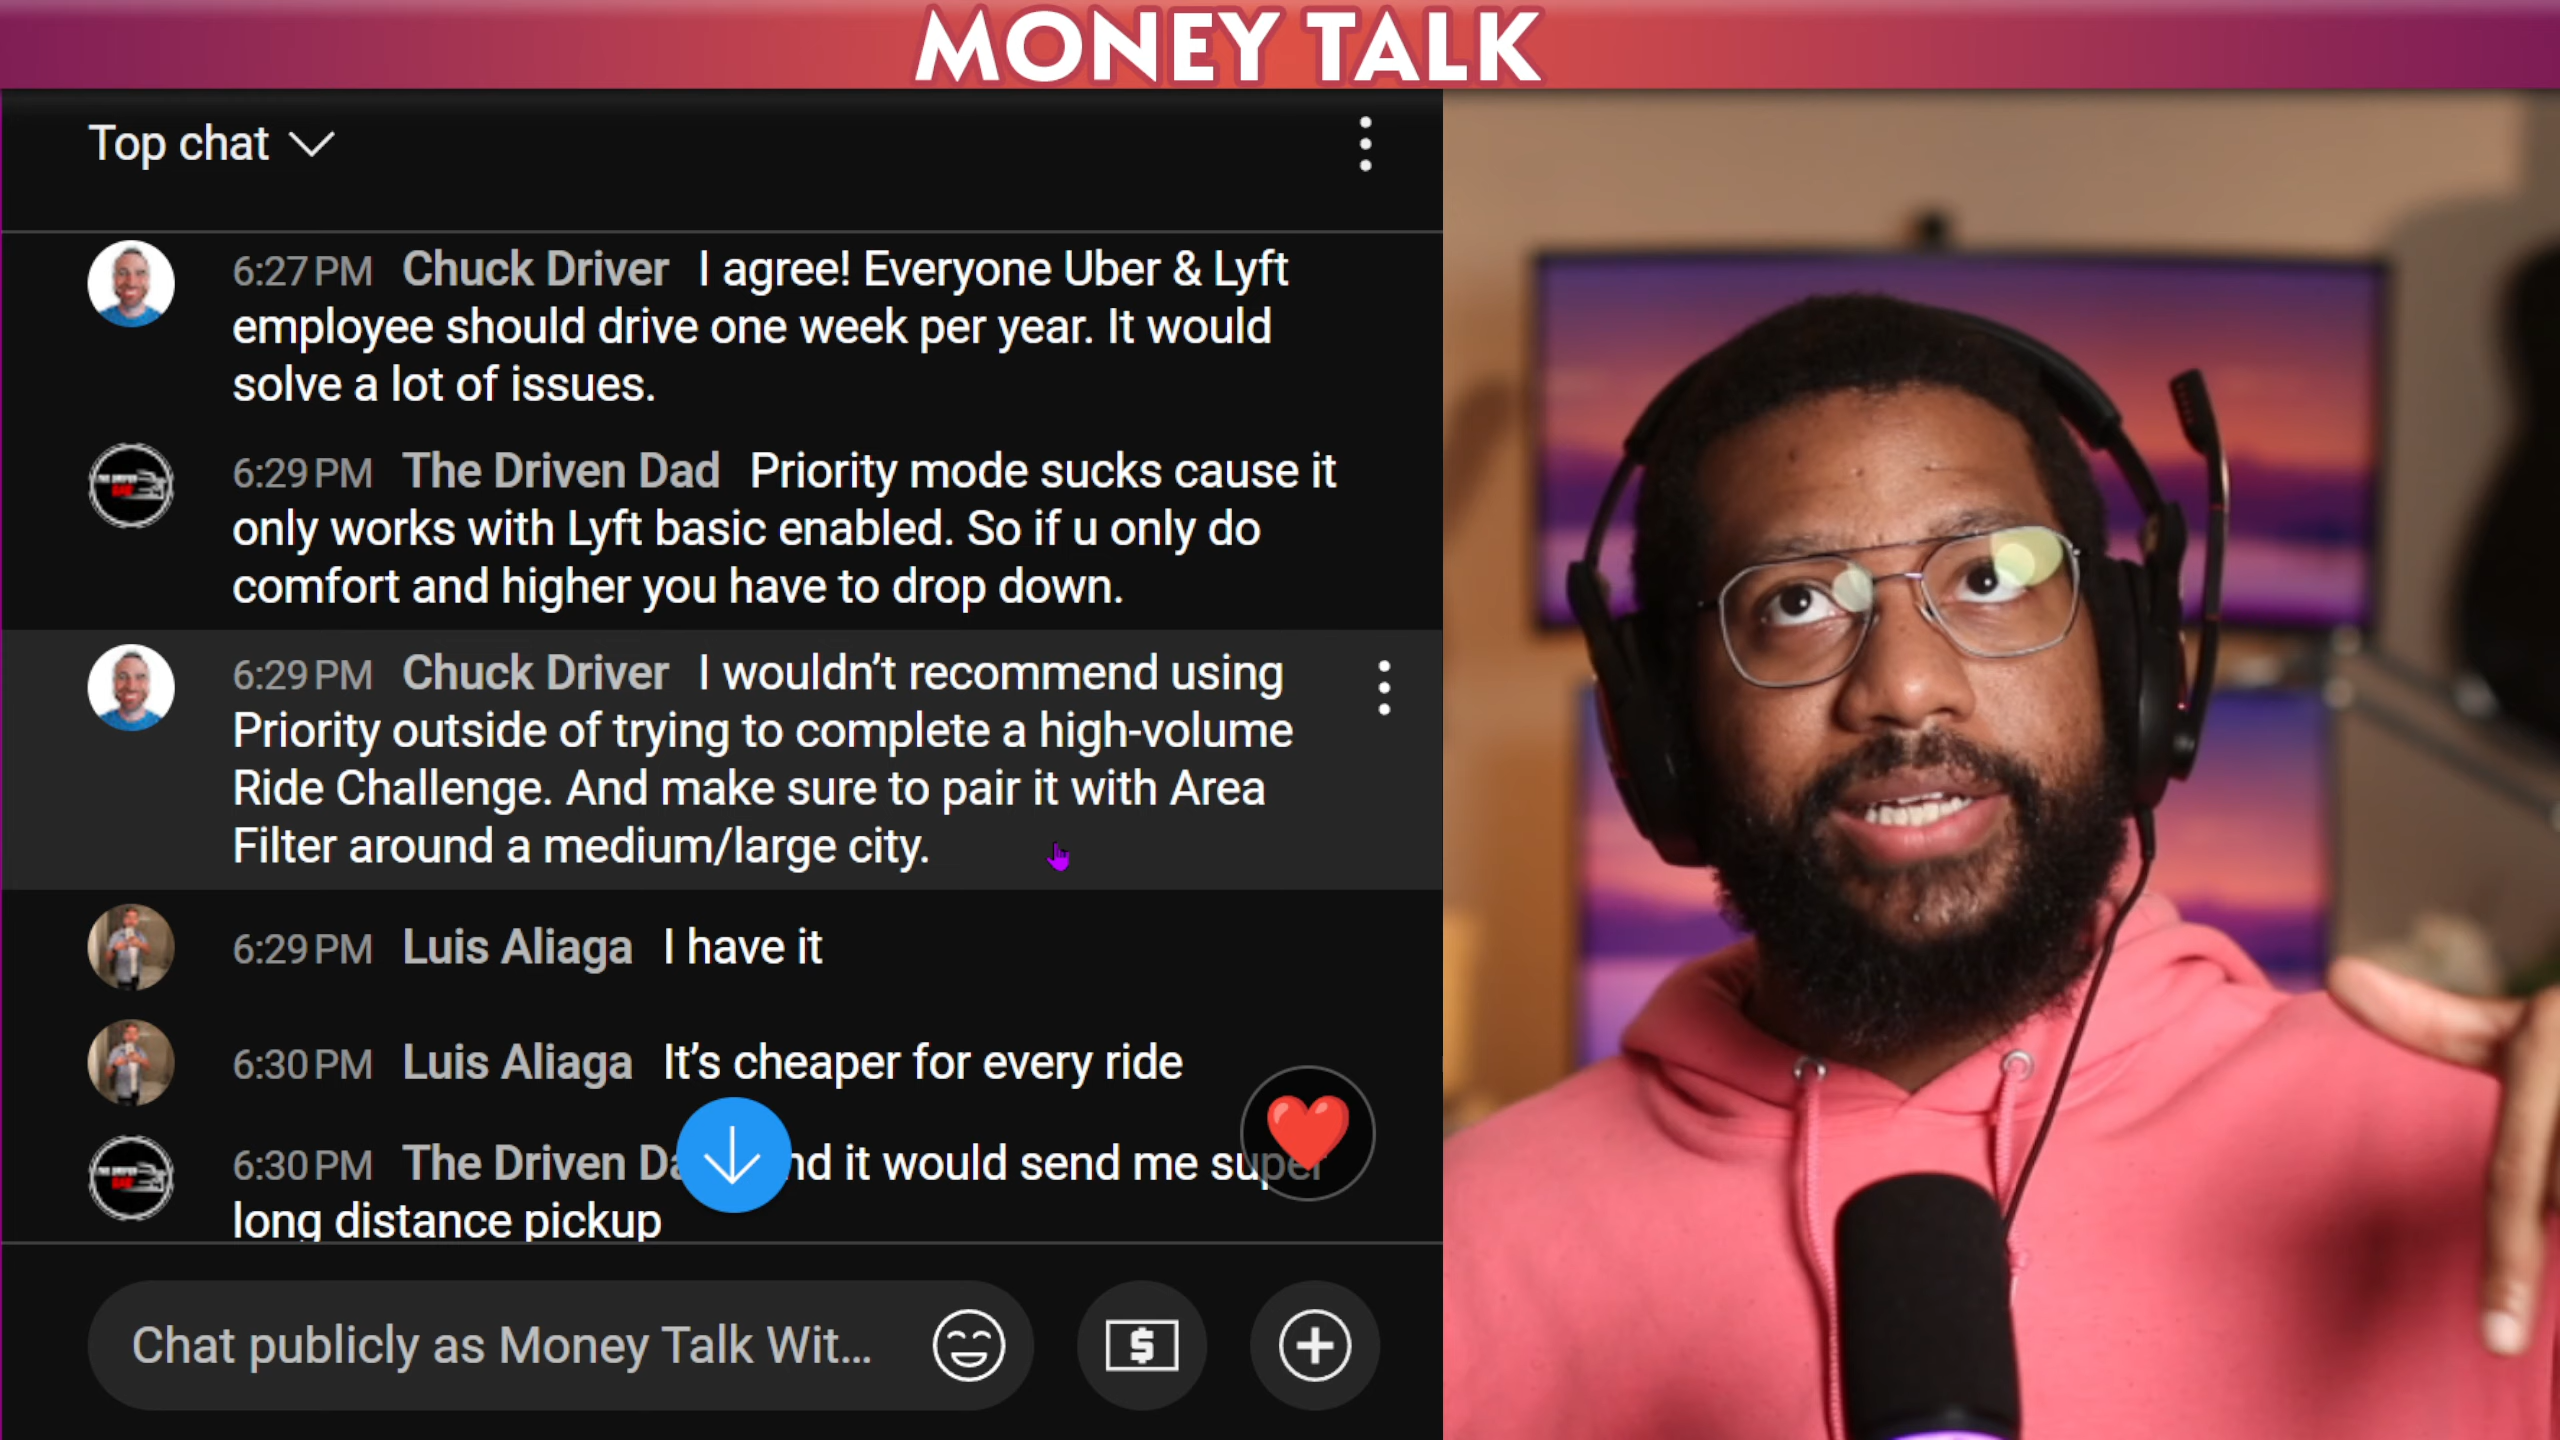 MONEY TALK
Top chat
6:27 PM Chuck Driver I agree! Everyone Uber & Lyft
employee should drive one week per year. It would
solve a lot of issues.
6:29 PM The Driven Dad Priority mode sucks cause it
only works with Lyft basic enabled. So if u only do
comfort and higher you have to drop down.
6:29 PM Chuck Driver I wouldn't recommend using
Priority outside of trying to complete a high-volume
Ride Challenge. And make sure to pair it with Area
Filter around a medium/large city.
6:29 PM Luis Aliaga I have it
6:30 PM Luis Aliaga It's cheaper for every ride
6:30 PM The Driven it would send me super
long distance pickup
Chat publicly as Money Talk Wit...